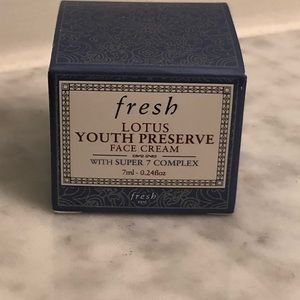 fresh
LOTUS
YOUTH PRESERVE
FACE CREAM
WITH SUPER 7 COMPLEX
7ml - 0.24floz
fresh